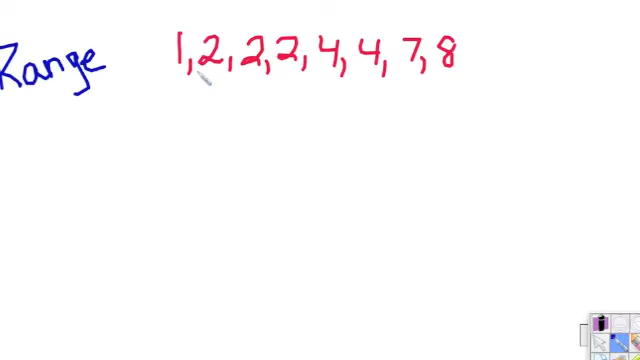 Range 1, 2, 2, 2, 4, 4, 7, 8